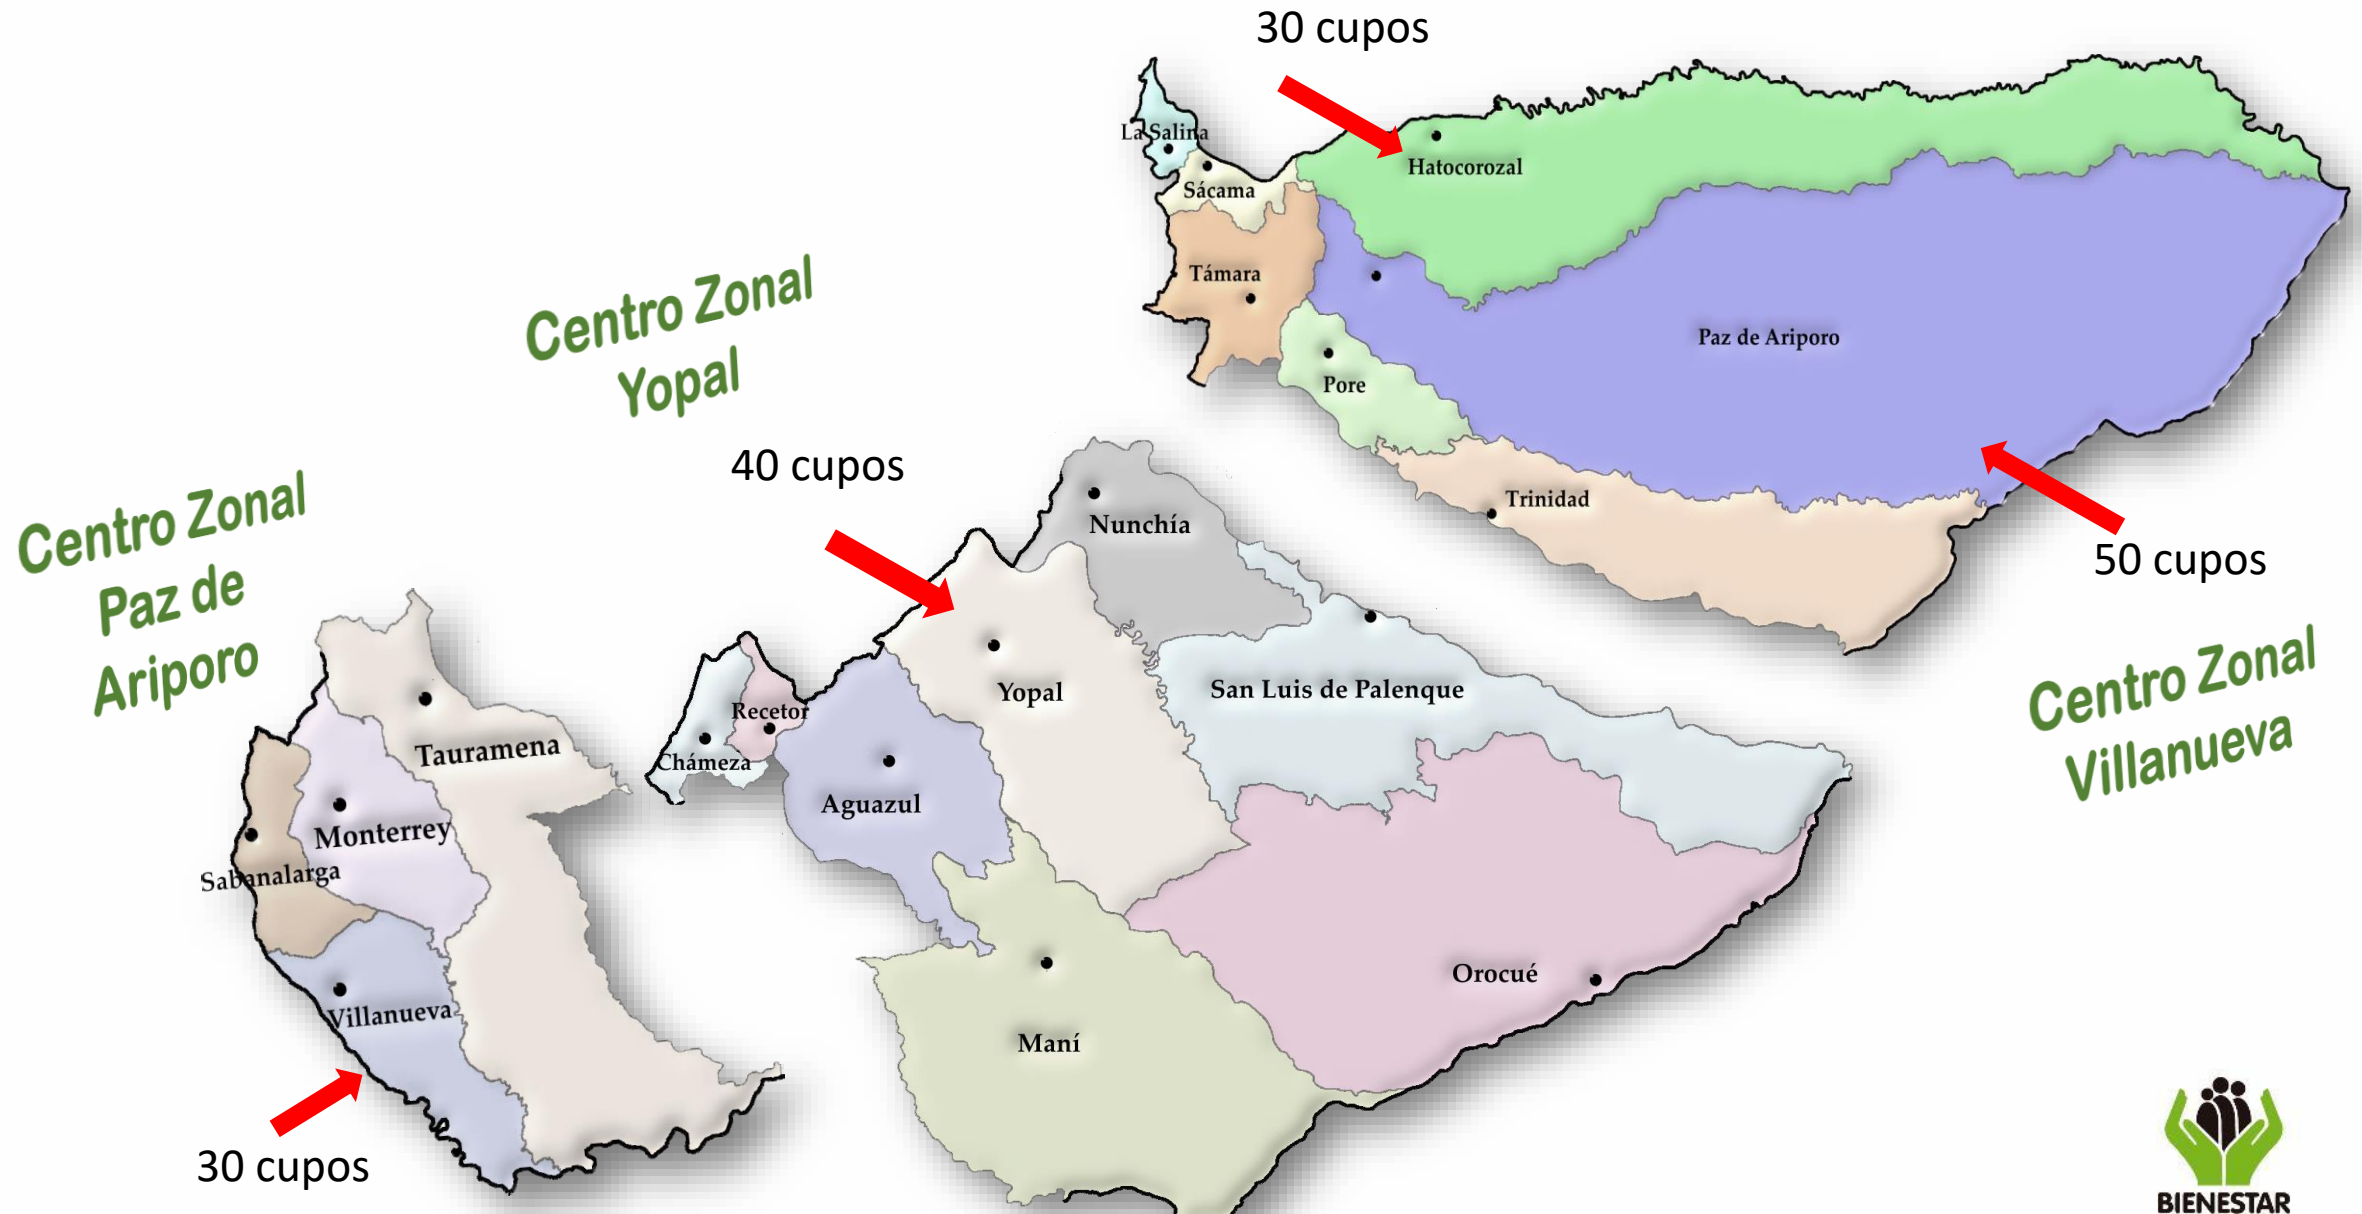 30 cupos
La Salina
Hatocorozal
Sácama
Támara
Paz de Ariporo
Pore
Trinidad
50 cupos
Centro Zonal
Yopal
40 cupos
Centro Zonal
Paz de
Ariporo
Nunchía
Yopal
San Luis de Palenque
Recetor
Chámeza
Aguazul
Orocué
Maní
Centro Zonal
Villanueva
Tauramena
Monterrey
Sabanalarga
Villanueva
30 cupos
BIENESTAR